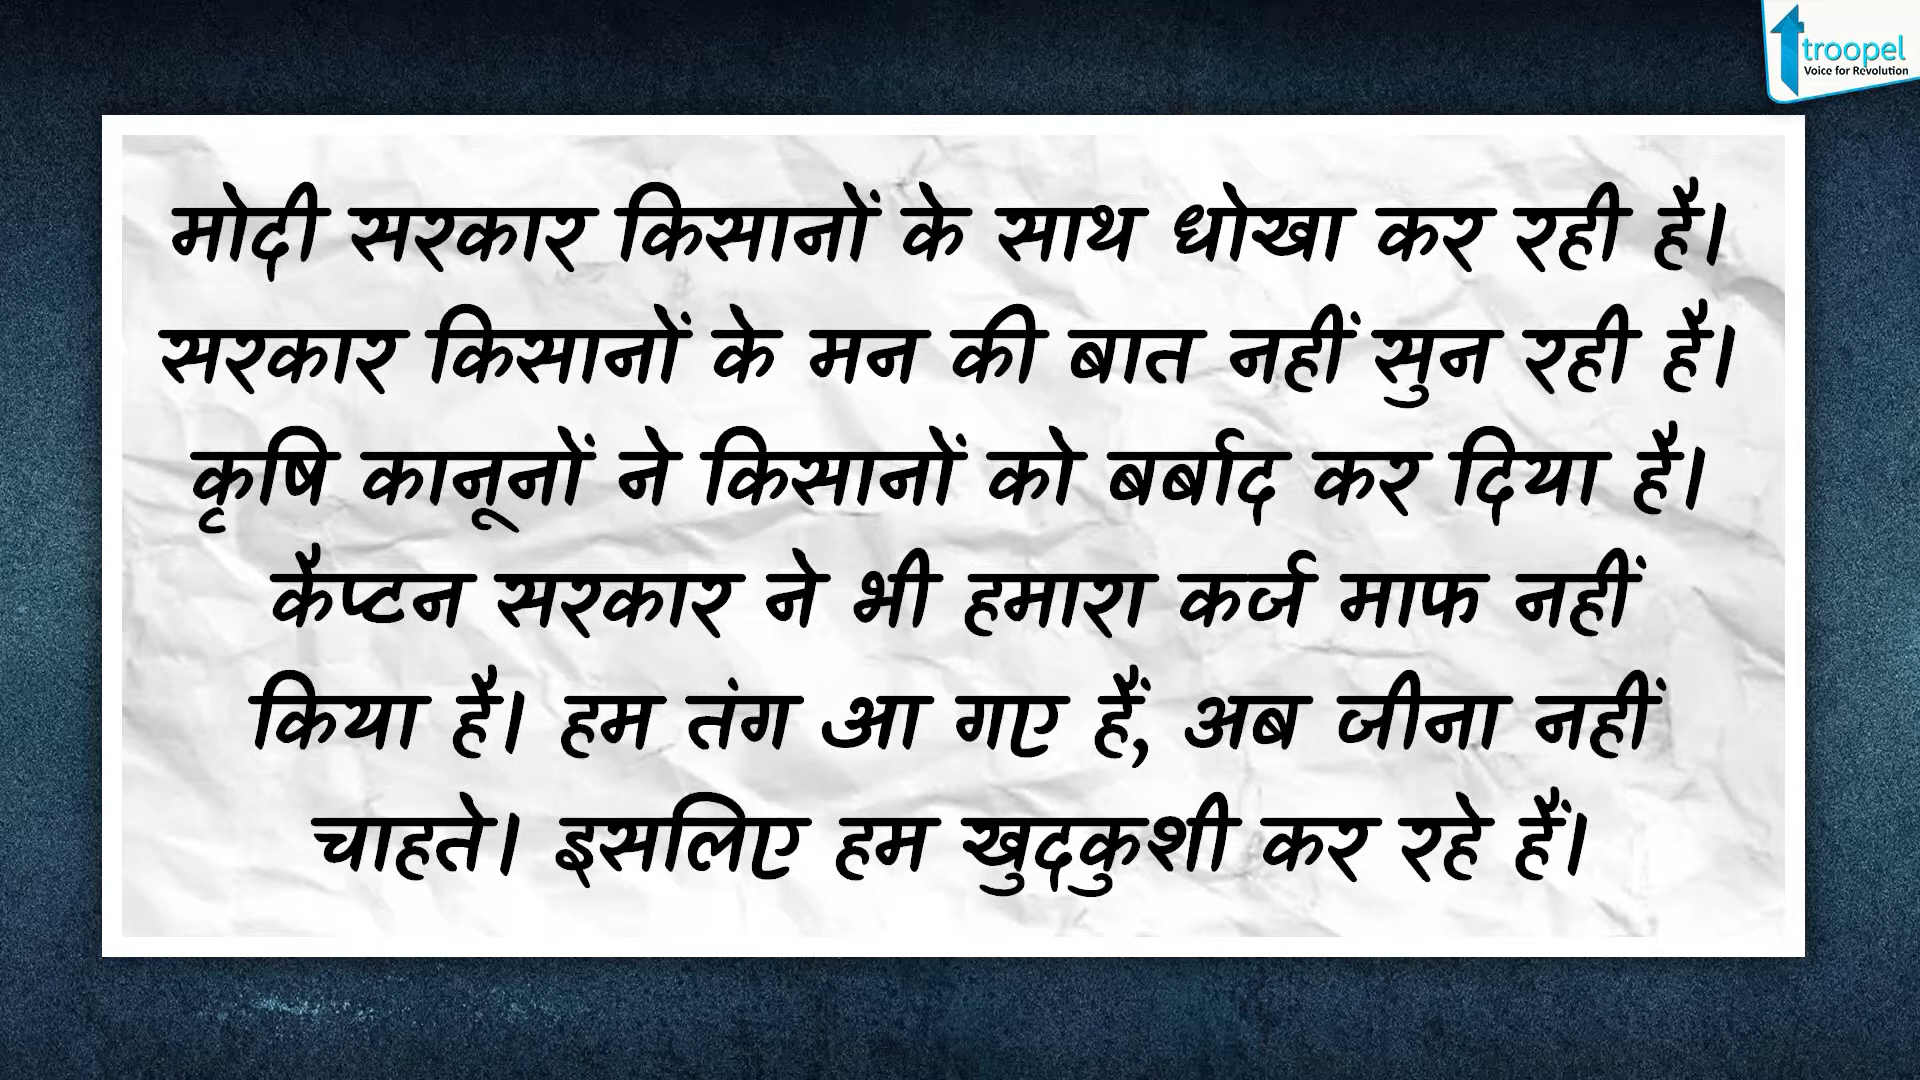 troopel
Voice for Revolution
मोदी सरकार किसानों के साथ धोखा कर रही है।
सरकार किसानों के मन की बात नहीं सुन रही है।
कृषि कानूनों ने किसानों को बर्बाद कर दिया है।
कैप्टन सरकार ने भी हमारा कर्ज माफ नहीं
किया है। हम तंग आ गए हैं, अब जीना नहीं
चाहते। इसलिए हम खुदकुशी कर रहे हैं।